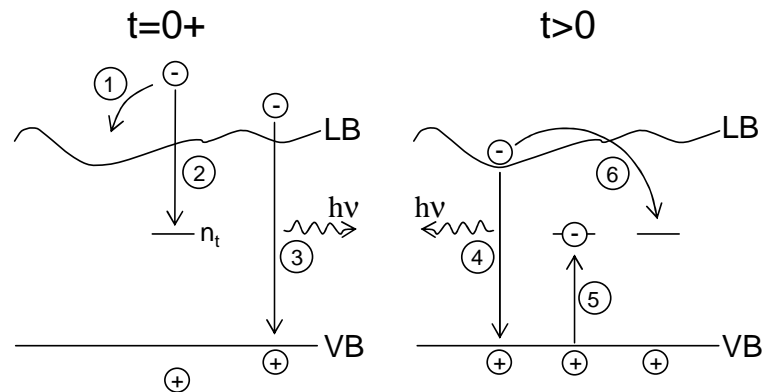 t=0+
t>0
1
-
-
LB
2
n_t
hν
3
VB
+
+
LB
-
6
hν
4
-
5
VB
+
+
+